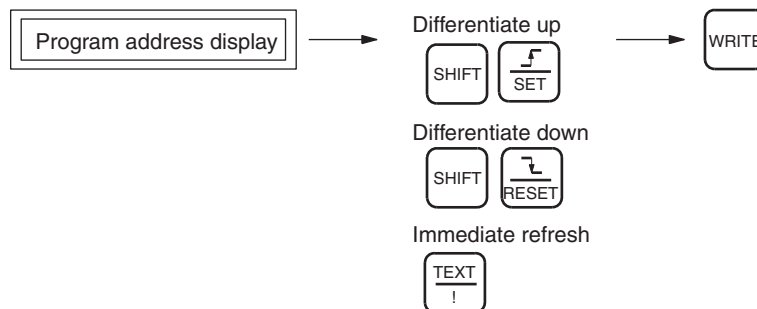 Program address display
Differentiate up
SHIFT
SET
WRITE
Differentiate down
SHIFT
RESET
Immediate refresh
TEXT
!